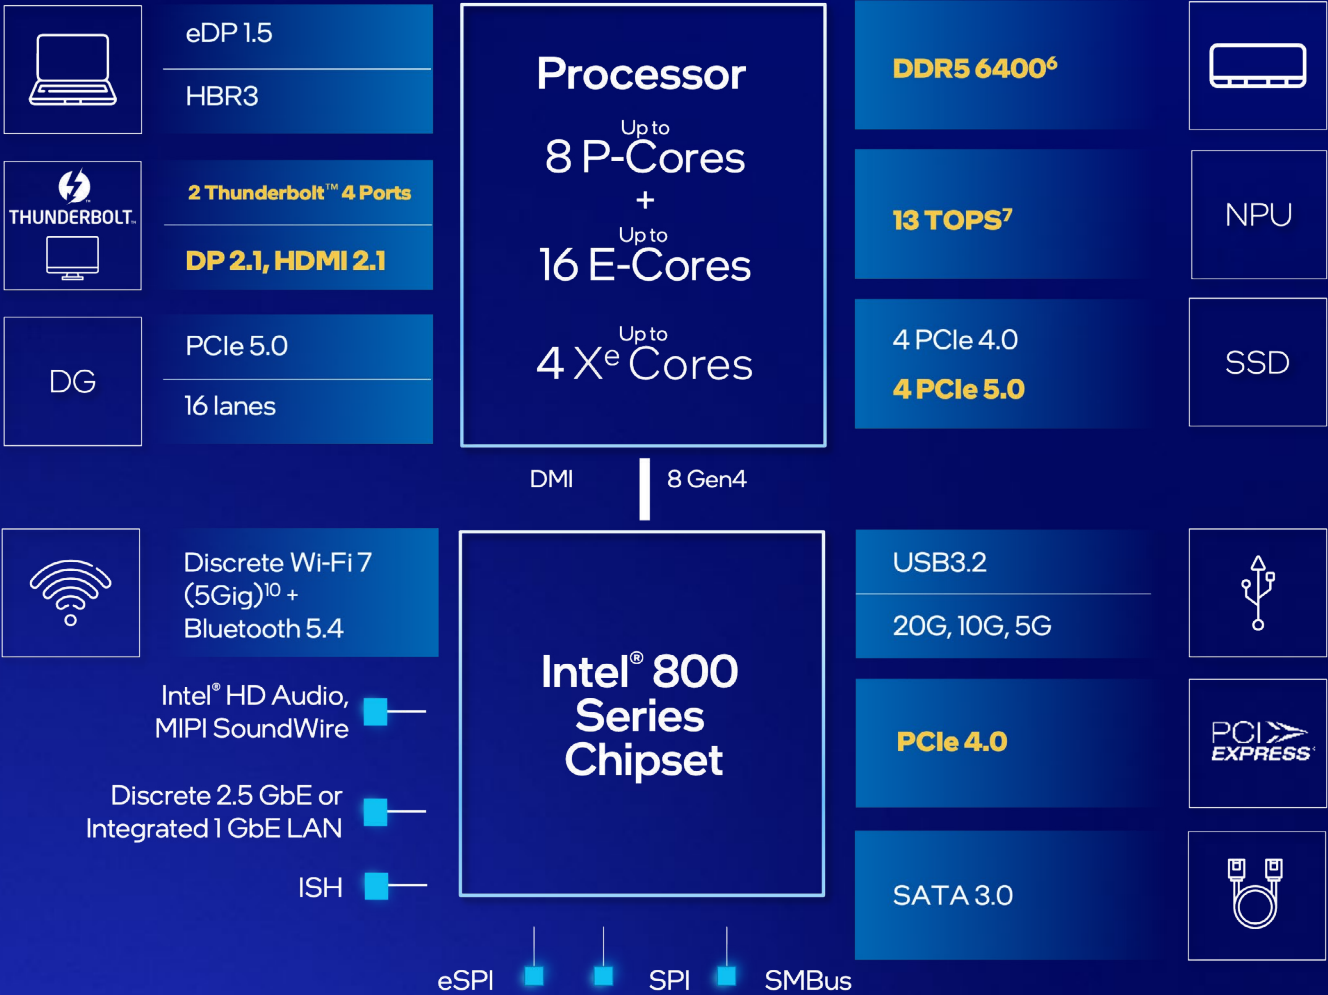 eDP 1.5
HBR3
THUNDERBOLT™
2 Thunderbolt™ 4 Ports
DP 2.1, HDMI 2.1
DG
PCIe 5.0
16 lanes
Processor
Up to
8 P-Cores
+
Up to
16 E-Cores
Up to
4 Xᵉ Cores
DDR5 6400⁶
13 TOPS⁷
NPU
4 PCIe 4.0
4 PCIe 5.0
SSD
DMI
8 Gen4
Discrete Wi-Fi 7
(5Gig)¹⁰ +
Bluetooth 5.4
Intel® HD Audio,
MIPI SoundWire
Discrete 2.5 GbE or
Integrated 1 GbE LAN
ISH
Intel® 800
Series
Chipset
USB3.2
20G, 10G, 5G
PCIe 4.0
PCI
EXPRESS
SATA 3.0
eSPI
SPI
SMBus